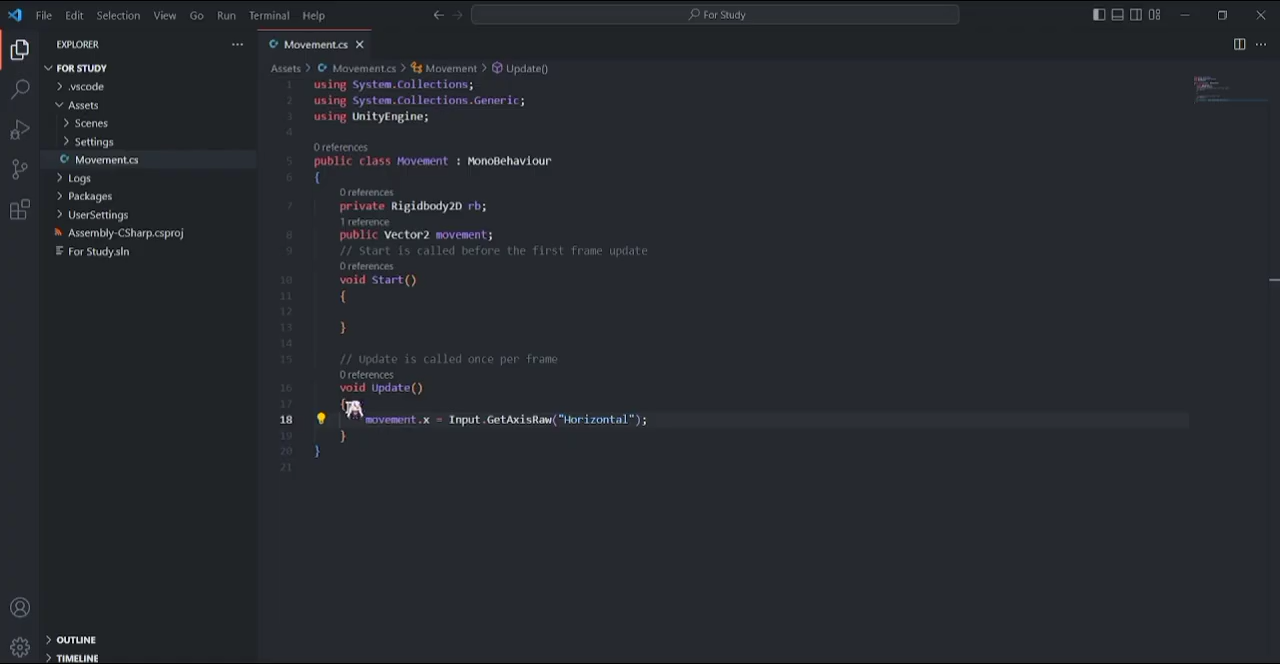 File Edit Selection View Go Run Terminal Help
For Study
EXPLORER
FOR STUDY
.vscode
Assets
Scenes
Settings
Movement.cs
Logs
Packages
UserSettings
Assembly-CSharp.csproj
For Study.sln
OUTLINE
TIMELINE
Movement.cs
Assets > Movement.cs > Movement > Update()
1 using System.Collections;
2 using System.Collections.Generic;
3 using UnityEngine;
4
0 references
5 public class Movement : MonoBehaviour
6 {
0 references
7 private Rigidbody2D rb;
1 reference
8 public Vector2 movement;
9 // Start is called before the first frame update
0 references
10 void Start()
11 {
12
13 }
14
15 // Update is called once per frame
0 references
16 void Update()
17 {
18 movement.x = Input.GetAxisRaw("Horizontal");
19 }
20 }
21